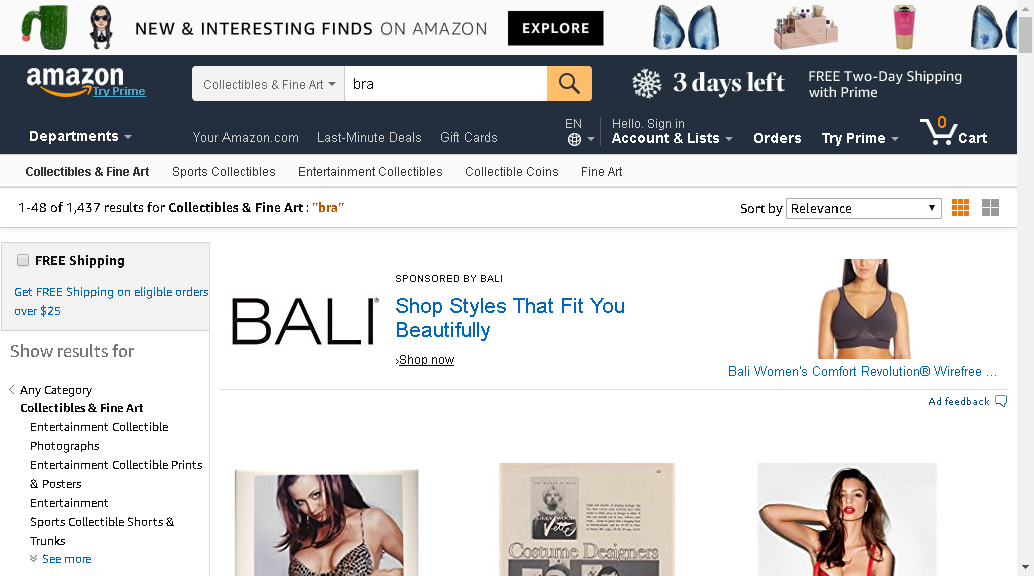 NEW & INTERESTING FINDS ON AMAZON EXPLORE
amazon
Try Prime
Collectibles & Fine Art bra
3 days left
FREE Two-Day Shipping
with Prime
Departments
Your Amazon.com Last-Minute Deals Gift Cards
EN
Hello. Sign in
Account & Lists Orders Try Prime 0 Cart
Collectibles & Fine Art Sports Collectibles Entertainment Collectibles Collectible Coins Fine Art
1-48 of 1,437 results for Collectibles & Fine Art : "bra"
Sort by Relevance
FREE Shipping
Get FREE Shipping on eligible orders
over $25
Show results for
Any Category
Collectibles & Fine Art
Entertainment Collectible
Photographs
Entertainment Collectible Prints
& Posters
Entertainment
Sports Collectible Shorts &
Trunks
See more
BALI®
SPONSORED BY BALI
Shop Styles That Fit You
Beautifully
›Shop now
Bali Women's Comfort Revolution® Wirefree ...
Ad feedback
Vette
Costume Designers